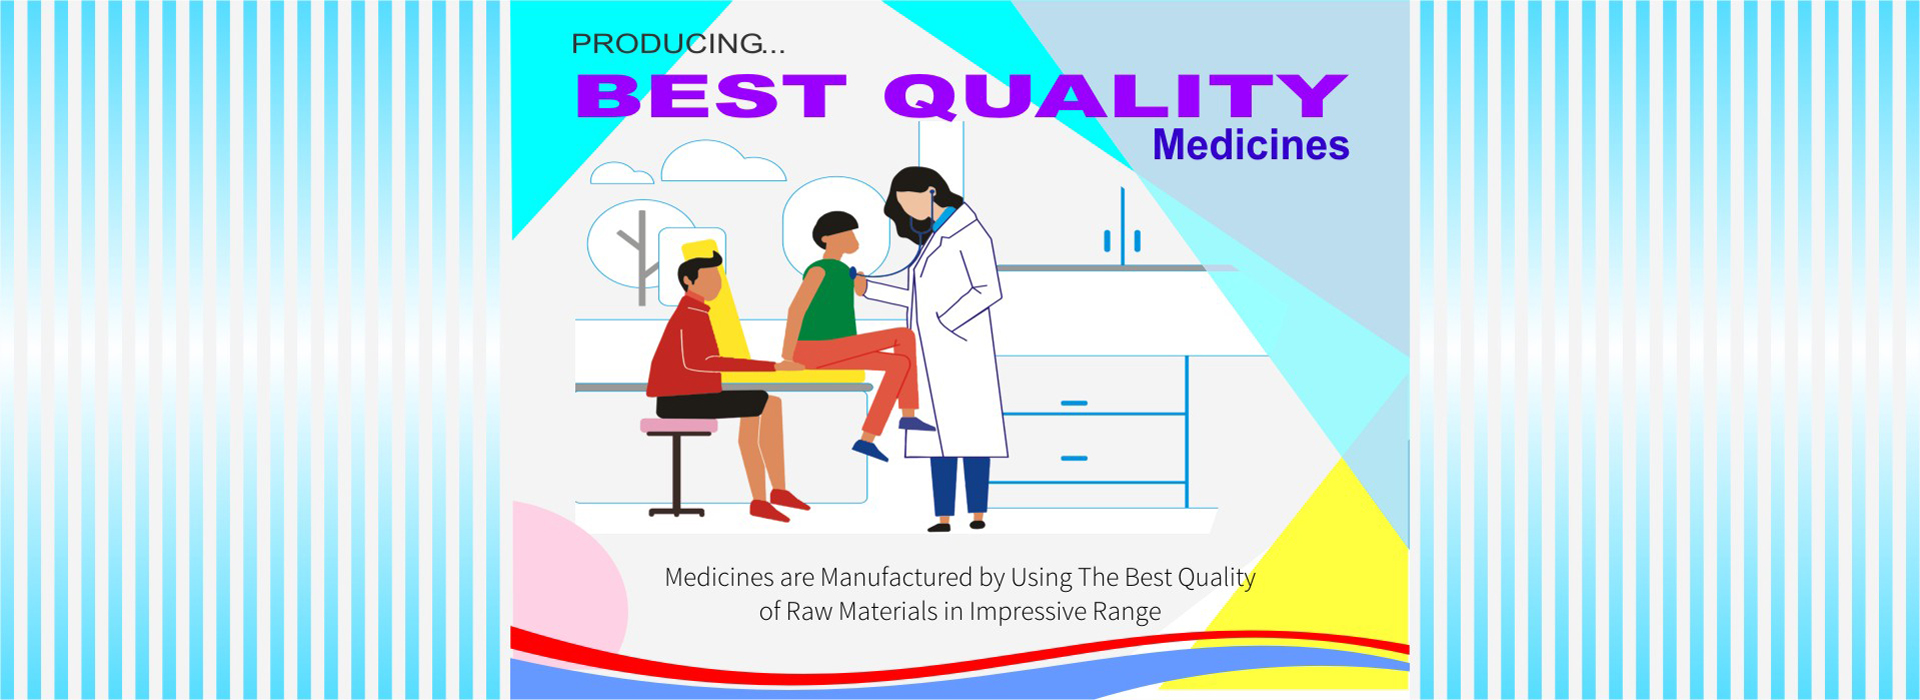 PRODUCING...
BEST QUALITY
Medicines
Medicines are Manufactured by Using The Best Quality
of Raw Materials in Impressive Range